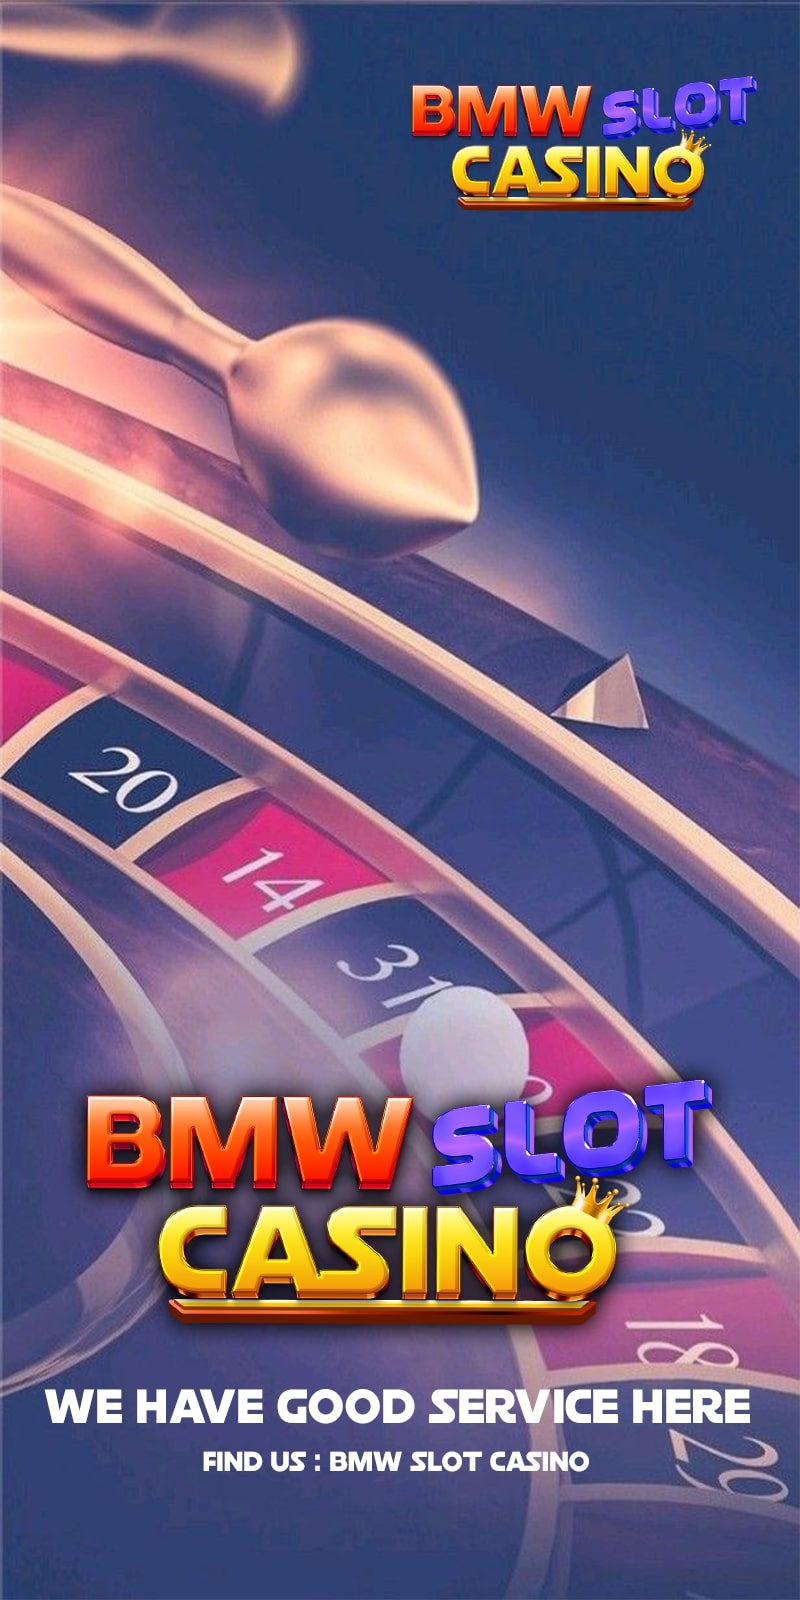 BMW SLOT
CASINO
20
14
31
9
BMW SLOT
CASINO
18
29
WE HAVE GOOD SERVICE HERE
FIND US : BMW SLOT CASINO